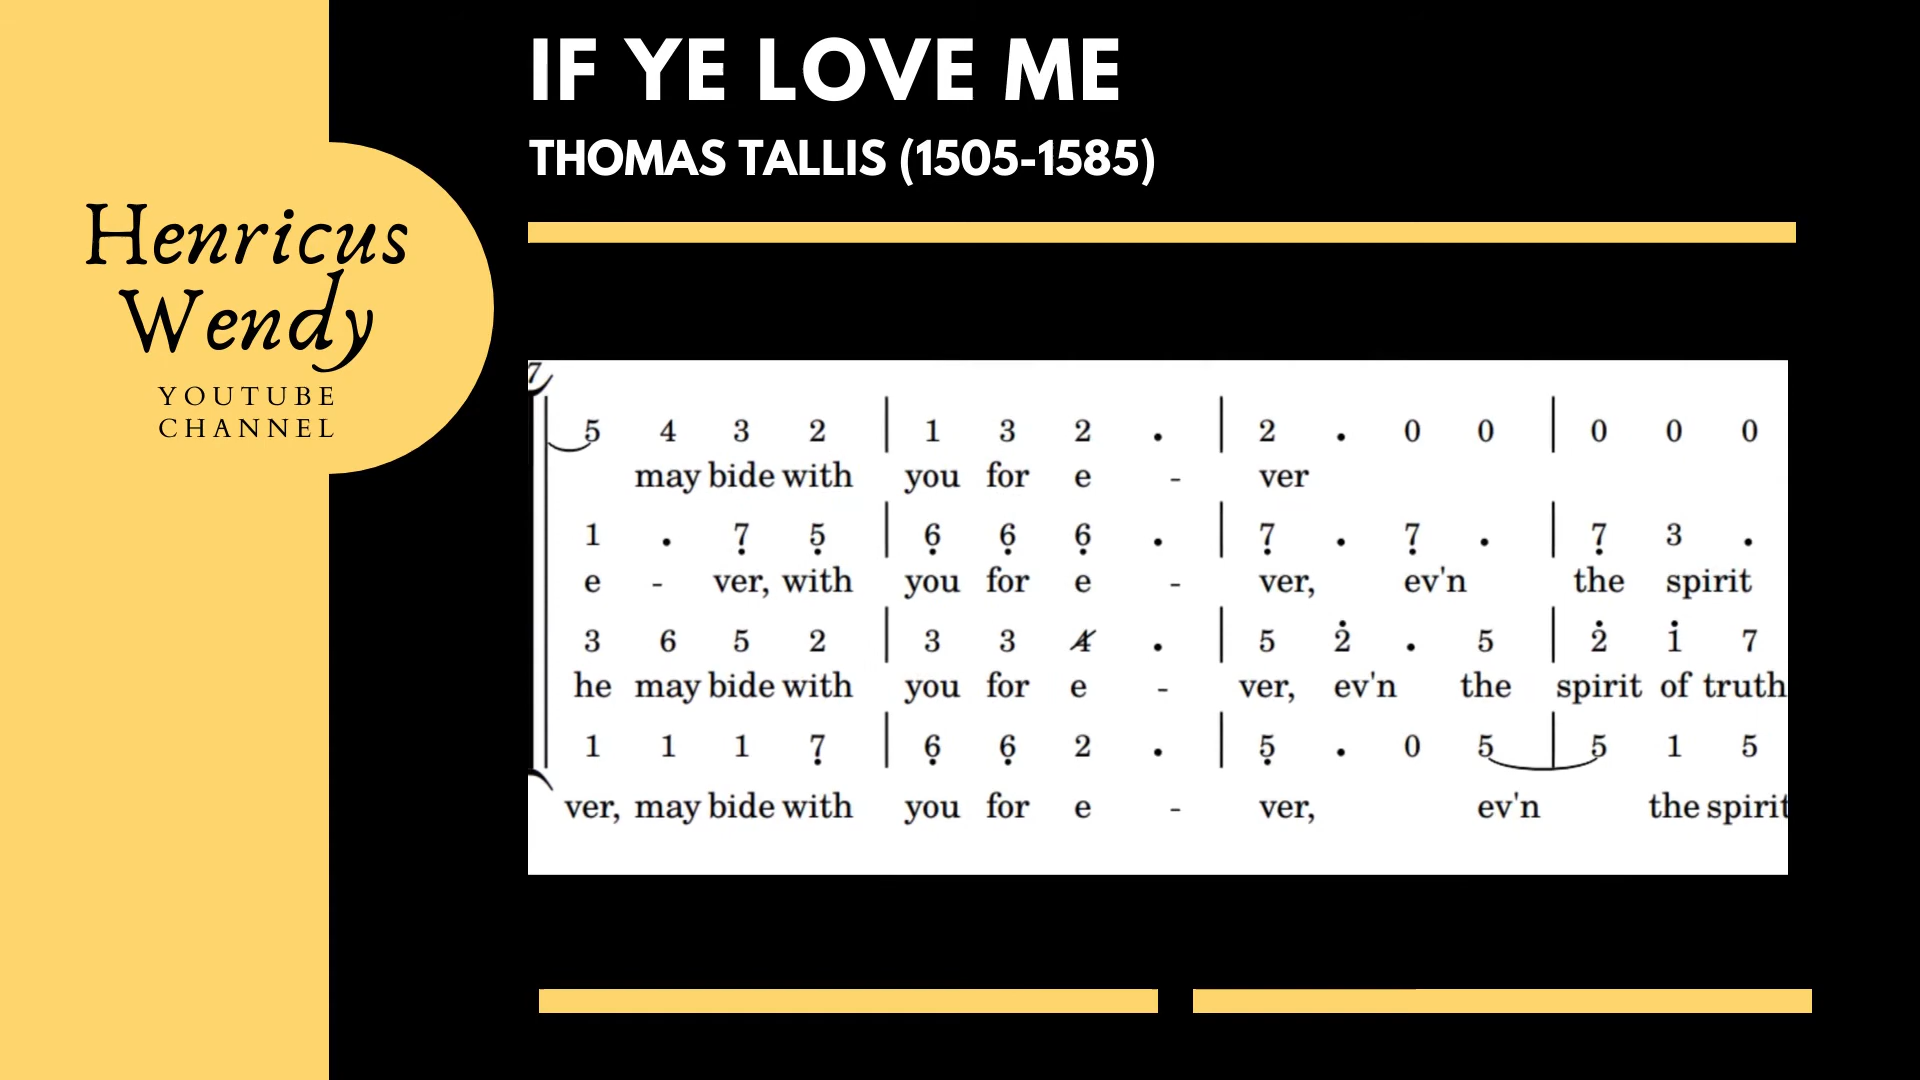 IF YE LOVE ME
THOMAS TALLIS (1505-1585)
Henricus
Wendy
YOUTUBE
CHANNEL
7
5 4 3 2 | 1 3 2 . | 2 . 0 0 | 0 0 0
may bide with you for e - ver
1 . 7̣ 5̣ | 6̣ 6̣ 6̣ . | 7̣ . 7̣ . | 7̣ 3 .
e - ver, with you for e - ver, ev'n the spirit
3 6 5 2 | 3 3 4̸ . | 5 2̇ . 5 | 2̇ 1̇ 7
he may bide with you for e - ver, ev'n the spirit of truth
1 1 1 7̣ | 6̣ 6̣ 2 . | 5̣ . 0 5 | 5 1 5
ver, may bide with you for e - ver, ev'n the spirit